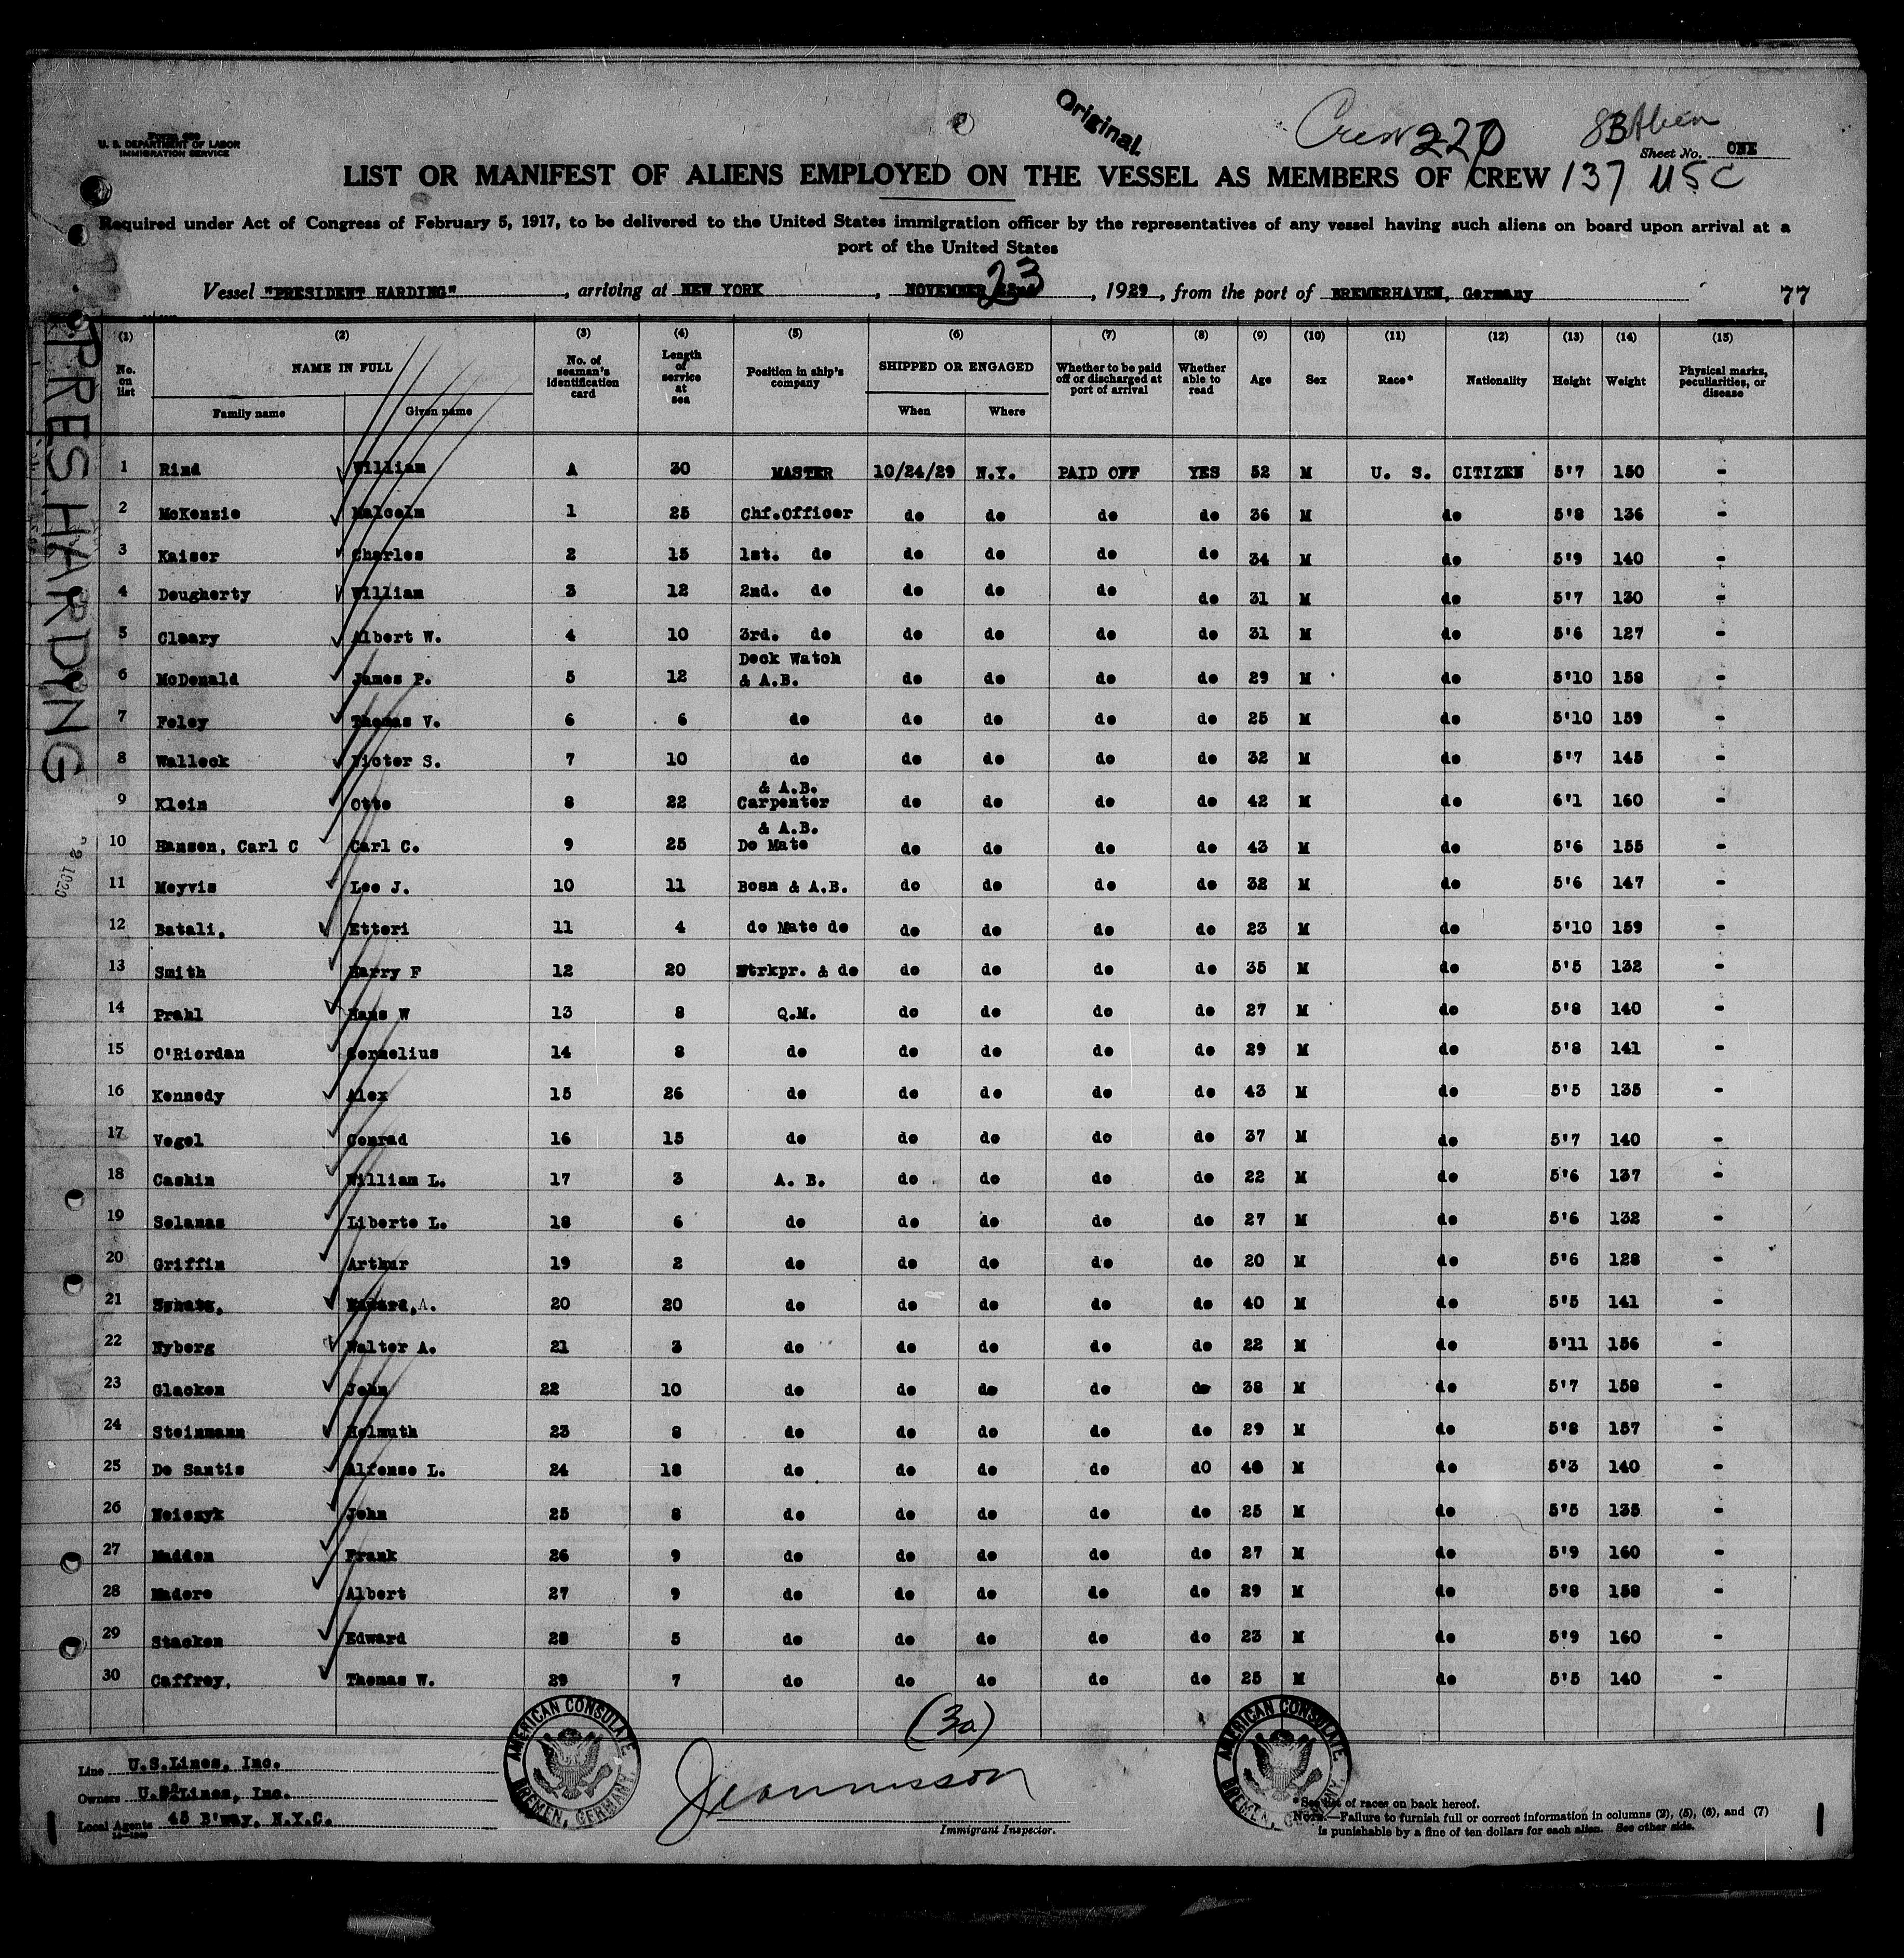 Original.
Crew 220
83 Alien
137 USC
Form 680
U. S. DEPARTMENT OF LABOR
IMMIGRATION SERVICE
Sheet No. ONE
LIST OR MANIFEST OF ALIENS EMPLOYED ON THE VESSEL AS MEMBERS OF CREW
Required under Act of Congress of February 5, 1917, to be delivered to the United States immigration officer by the representatives of any vessel having such aliens on board upon arrival at a
port of the United States
23
Vessel "PRESIDENT HARDING", arriving at NEW YORK, NOVEMBER 22nd, 1929, from the port of BREMERHAVEN, Germany
77
PRES HARDING
(1) (2) (3) (4) (5) (6) (7) (8) (9) (10) (11) (12) (13) (14) (15)
No. on list NAME IN FULL Family name Given name No. of seaman's identification card Length of service at sea Position in ship's company SHIPPED OR ENGAGED When Where Whether to be paid off or discharged at port of arrival Whether able to read Age Sex Race* Nationality Height Weight Physical marks, peculiarities, or disease
1 Rind William A 30 MASTER 10/24/29 N.Y. PAID OFF YES 52 M U. S. CITIZEN 5'7 150 -
2 McKenzie Malcolm 1 25 Chf.Officer do do do do 36 M do 5'8 136 -
3 Kaiser Charles 2 15 1st. do do do do do 34 M do 5'9 140 -
4 Dougherty William 3 12 2nd. do do do do do 31 M do 5'7 130 -
5 Cleary Albert W. 4 10 3rd. do do do do do 31 M do 5'6 127 -
6 McDonald James P. 5 12 Deck Watch & A.B. do do do do 29 M do 5'10 158 -
7 Foley Thomas V. 6 6 do do do do do 25 M do 5'10 159 -
8 Walleck Victor S. 7 10 do do do do do 32 M do 5'7 145 -
9 Klein Otto 8 22 & A.B. Carpenter do do do do 42 M do 6'1 160 -
10 Hansen, Carl C Carl C. 9 25 & A.B. Do Mate do do do do 43 M do 5'6 155 -
11 Meyvis Leo J. 10 11 Bosn & A.B. do do do do 32 M do 5'6 147 -
12 Batali, Ettori 11 4 do Mate do do do do do 23 M do 5'10 159 -
13 Smith Harry F 12 20 Strkpr. & do do do do do 35 M do 5'5 132 -
14 Prahl Hans W 13 8 Q.M. do do do do 27 M do 5'8 140 -
15 O'Riordan Cornelius 14 8 do do do do do 29 M do 5'8 141 -
16 Kennedy Alex 15 26 do do do do do 43 M do 5'5 135 -
17 Vogel Conrad 16 15 do do do do do 37 M do 5'7 140 -
18 Cashin William L. 17 3 A. B. do do do do 22 M do 5'6 137 -
19 Solanas Liberto L. 18 6 do do do do do 27 M do 5'6 132 -
20 Griffin Arthur 19 2 do do do do do 20 M do 5'6 128 -
21 Edward, A. 20 20 do do do do do 40 M do 5'5 141 -
22 Nyberg Walter A. 21 3 do do do do do 22 M do 5'11 156 -
23 Glacken John 22 10 do do do do do 38 M do 5'7 158 -
24 Steinmann Helmuth 23 8 do do do do do 29 M do 5'8 157 -
25 De Santis Alfonso L. 24 18 do do do do dO 40 M do 5'3 140 -
26 Noiszyk John 25 8 do do do do do 25 M do 5'5 135 -
27 Madden Frank 26 9 do do do do do 27 M do 5'9 160 -
28 Madere Albert 27 9 do do do do do 29 M do 5'8 158 -
29 Stacken Edward 28 5 do do do do do 23 M do 5'9 160 -
30 Caffrey, Thomas W. 29 7 do do do do do 25 M do 5'5 140 -
(30)
Line U.S.Lines, Inc.
Owners U.S.Lines, Inc.
Local Agents 45 B'way, N.Y.C.
AMERICAN CONSULATE BREMEN, GERMANY.
Immigrant Inspector.
AMERICAN CONSULATE BREMEN, GERMANY.
*See list of races on back hereof.
NOTE.—Failure to furnish full or correct information in columns (2), (5), (6), and (7)
is punishable by a fine of ten dollars for each alien. See other side.